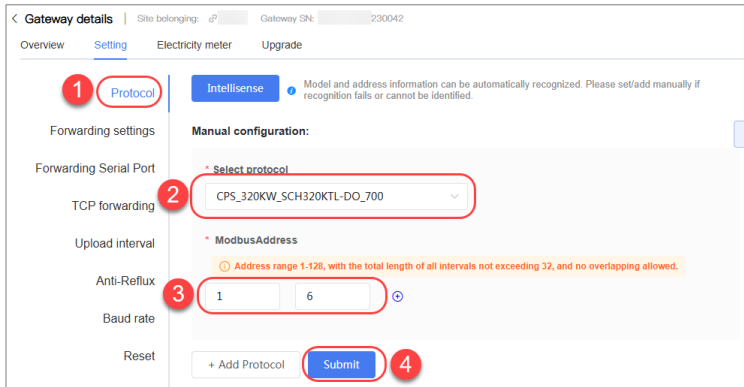 < Gateway details | Site belonging: Gateway SN: 230042
Overview Setting Electricity meter Upgrade
1 Protocol
Intellisense
Model and address information can be automatically recognized. Please set/add manually if
recognition fails or cannot be identified.
Forwarding settings
Manual configuration:
Forwarding Serial Port
* Select protocol
2 CPS_320KW_SCH320KTL-DO_700
TCP forwarding
Upload interval
* ModbusAddress
Address range 1-128, with the total length of all intervals not exceeding 32, and no overlapping allowed.
Anti-Reflux
3 1 6
Baud rate
Reset
+ Add Protocol Submit 4